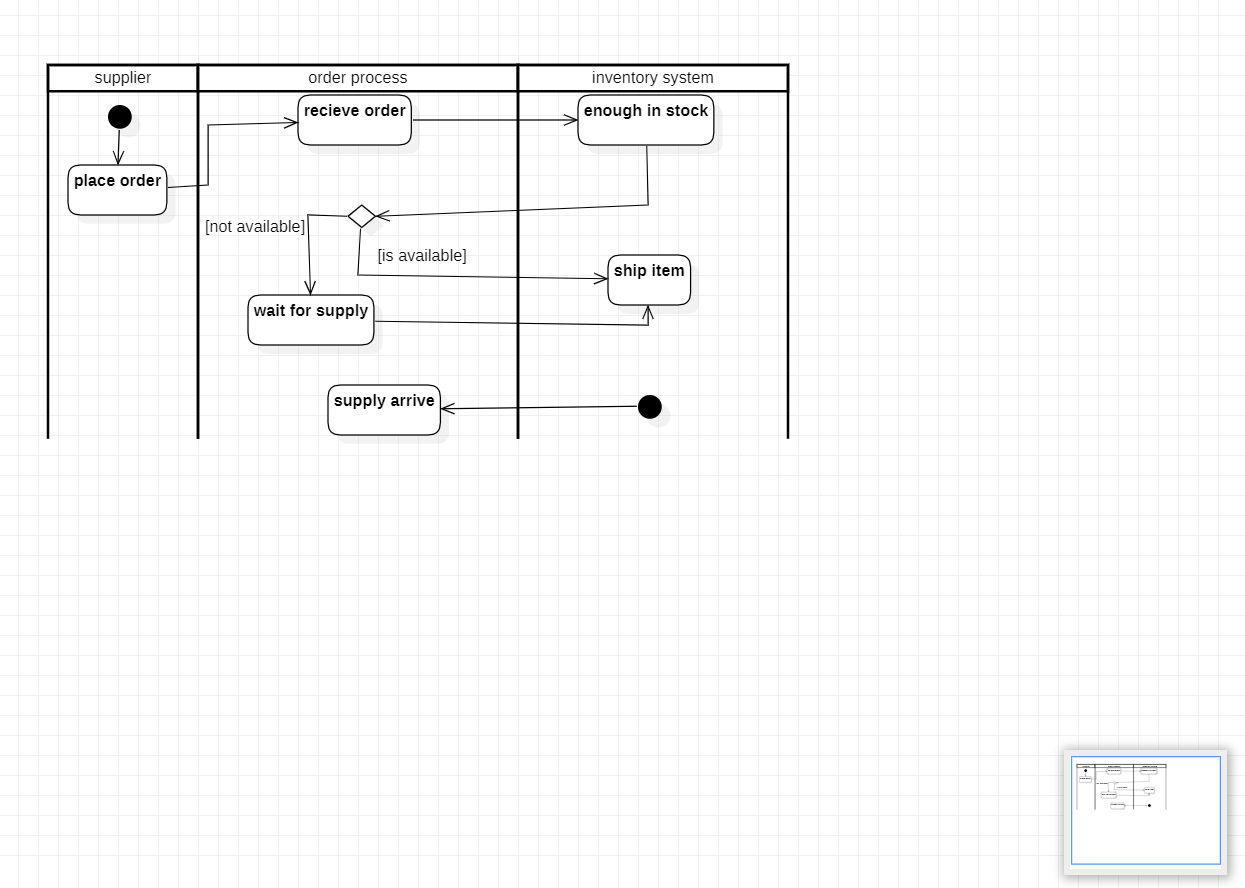 supplier
order process
inventory system
recieve order
enough in stock
place order
[not available]
[is available]
ship item
wait for supply
supply arrive